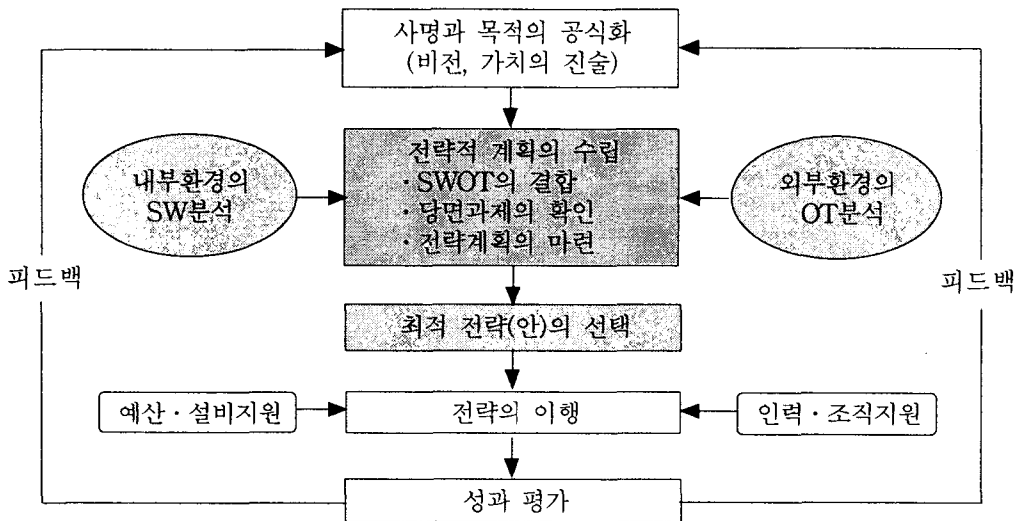 사명과 목적의 공식화
(비전, 가치의 진술)
내부환경의
SW분석
전략적 계획의 수립
· SWOT의 결합
· 당면과제의 확인
· 전략계획의 마련
외부환경의
OT분석
피드백
피드백
최적 전략(안)의 선택
예산 · 설비지원
전략의 이행
인력 · 조직지원
성과 평가